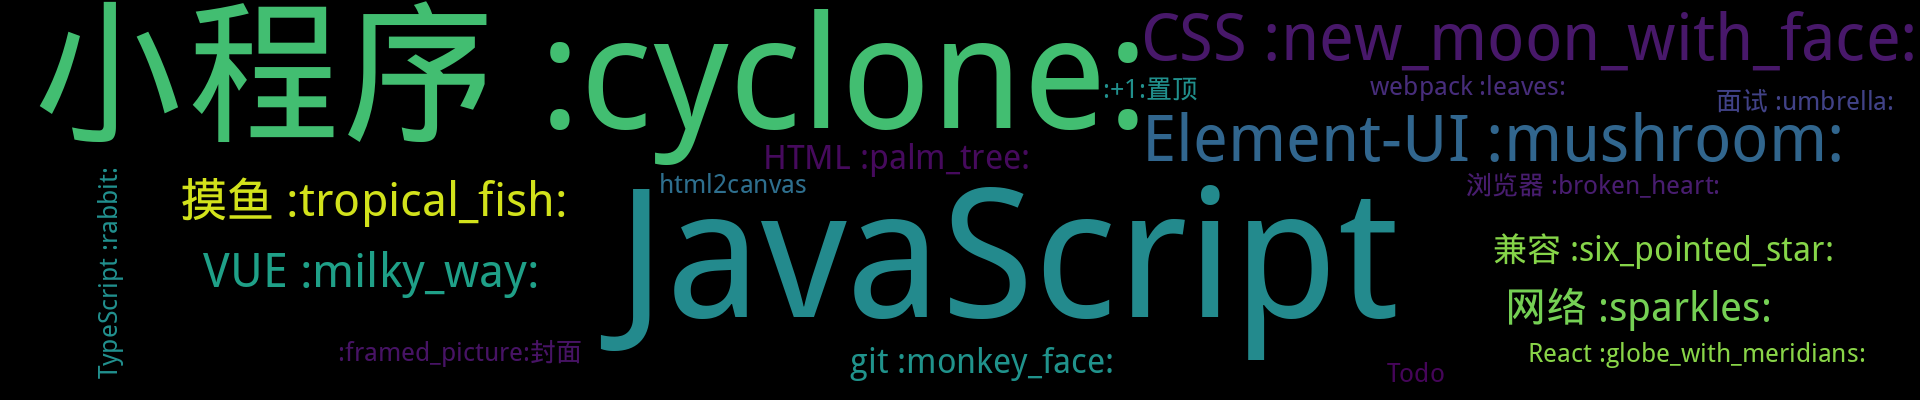 小程序 :cyclone:
CSS :new_moon_with_face:
:+1:置顶
webpack :leaves:
面试 :umbrella:
Element-UI :mushroom:
HTML :palm_tree:
html2canvas
浏览器 :broken_heart:
TypeScript :rabbit:
摸鱼 :tropical_fish:
JavaScript
VUE :milky_way:
兼容 :six_pointed_star:
网络 :sparkles:
:framed_picture:封面
git :monkey_face:
React :globe_with_meridians:
Todo